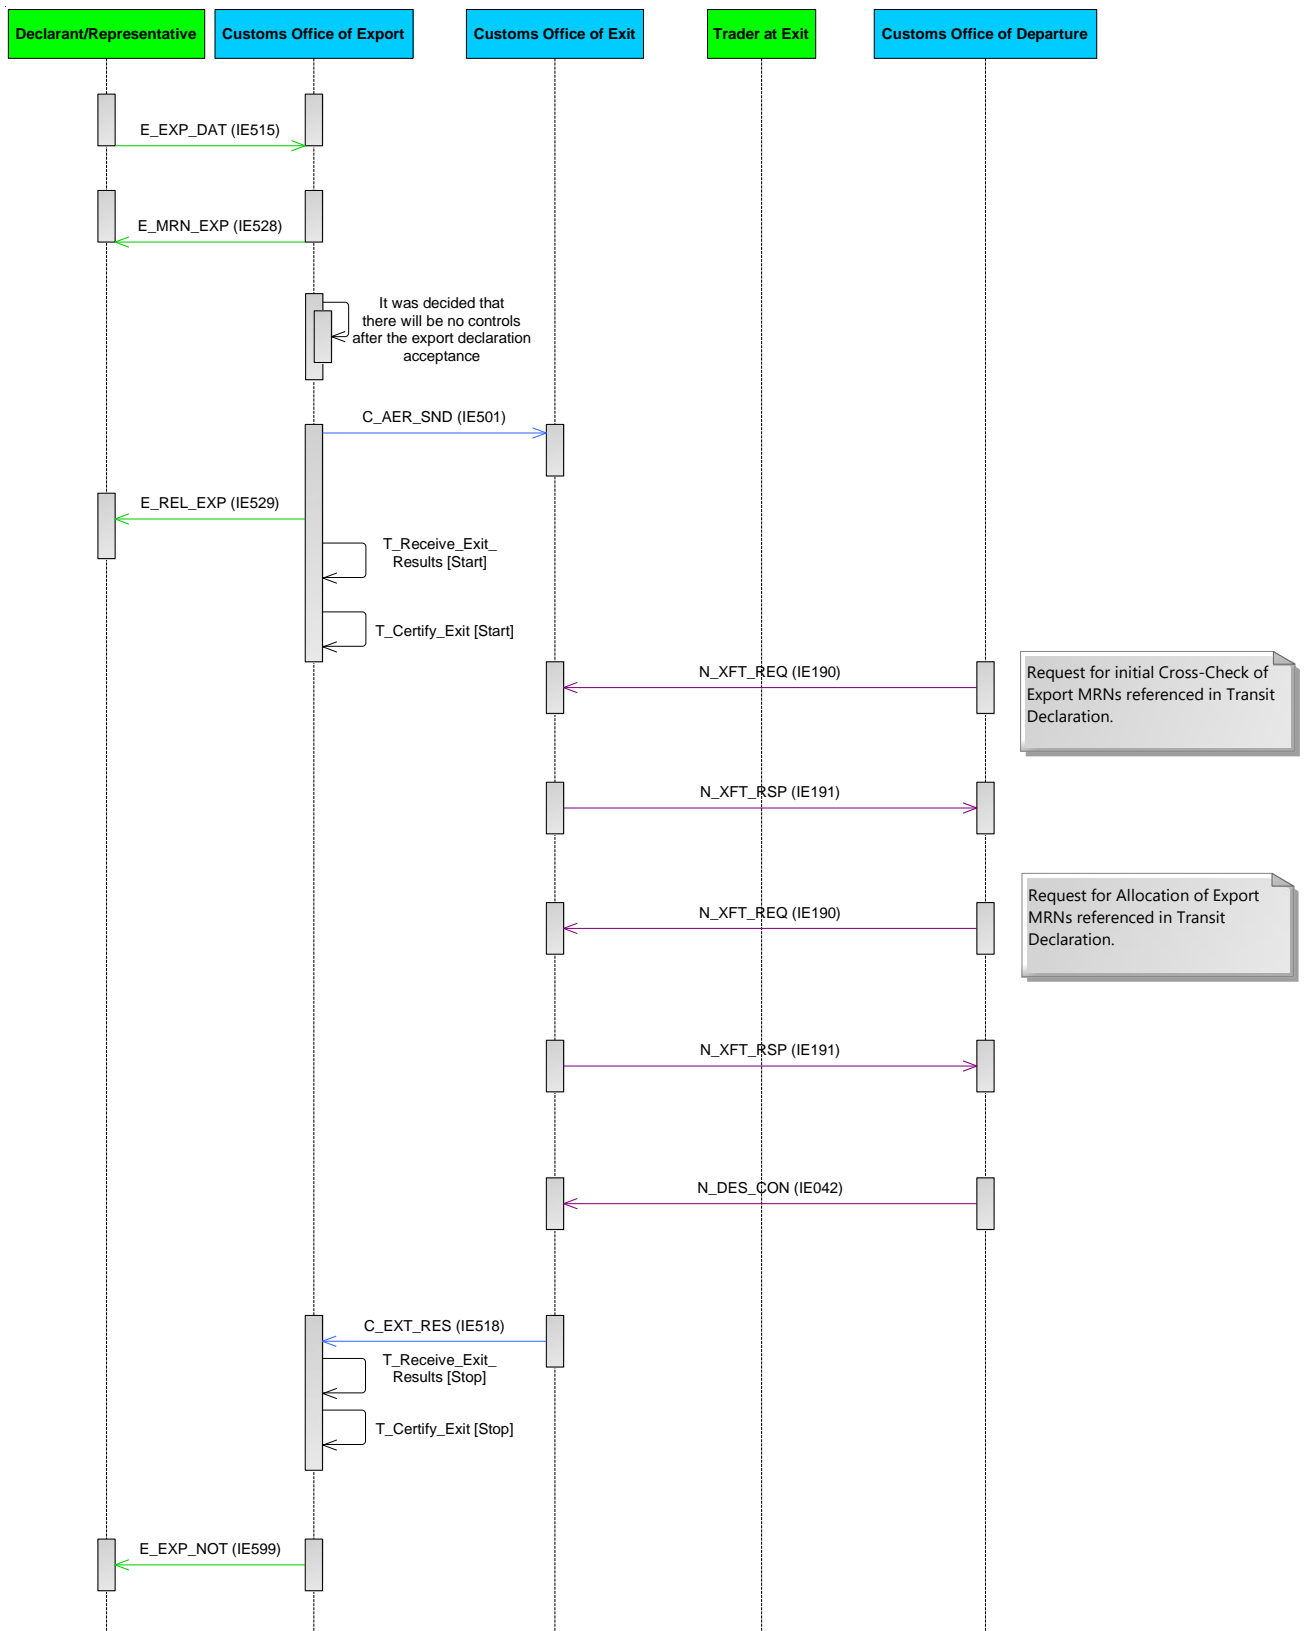 Declarant/Representative
Customs Office of Export
Customs Office of Exit
Trader at Exit
Customs Office of Departure
E_EXP_DAT (IE515)
E_MRN_EXP (IE528)
It was decided that
there will be no controls
after the export declaration
acceptance
C_AER_SND (IE501)
E_REL_EXP (IE529)
T_Receive_Exit_
Results [Start]
T_Certify_Exit [Start]
N_XFT_REQ (IE190)
Request for initial Cross-Check of
Export MRNs referenced in Transit
Declaration.
N_XFT_RSP (IE191)
N_XFT_REQ (IE190)
Request for Allocation of Export
MRNs referenced in Transit
Declaration.
N_XFT_RSP (IE191)
N_DES_CON (IE042)
C_EXT_RES (IE518)
T_Receive_Exit_
Results [Stop]
T_Certify_Exit [Stop]
E_EXP_NOT (IE599)